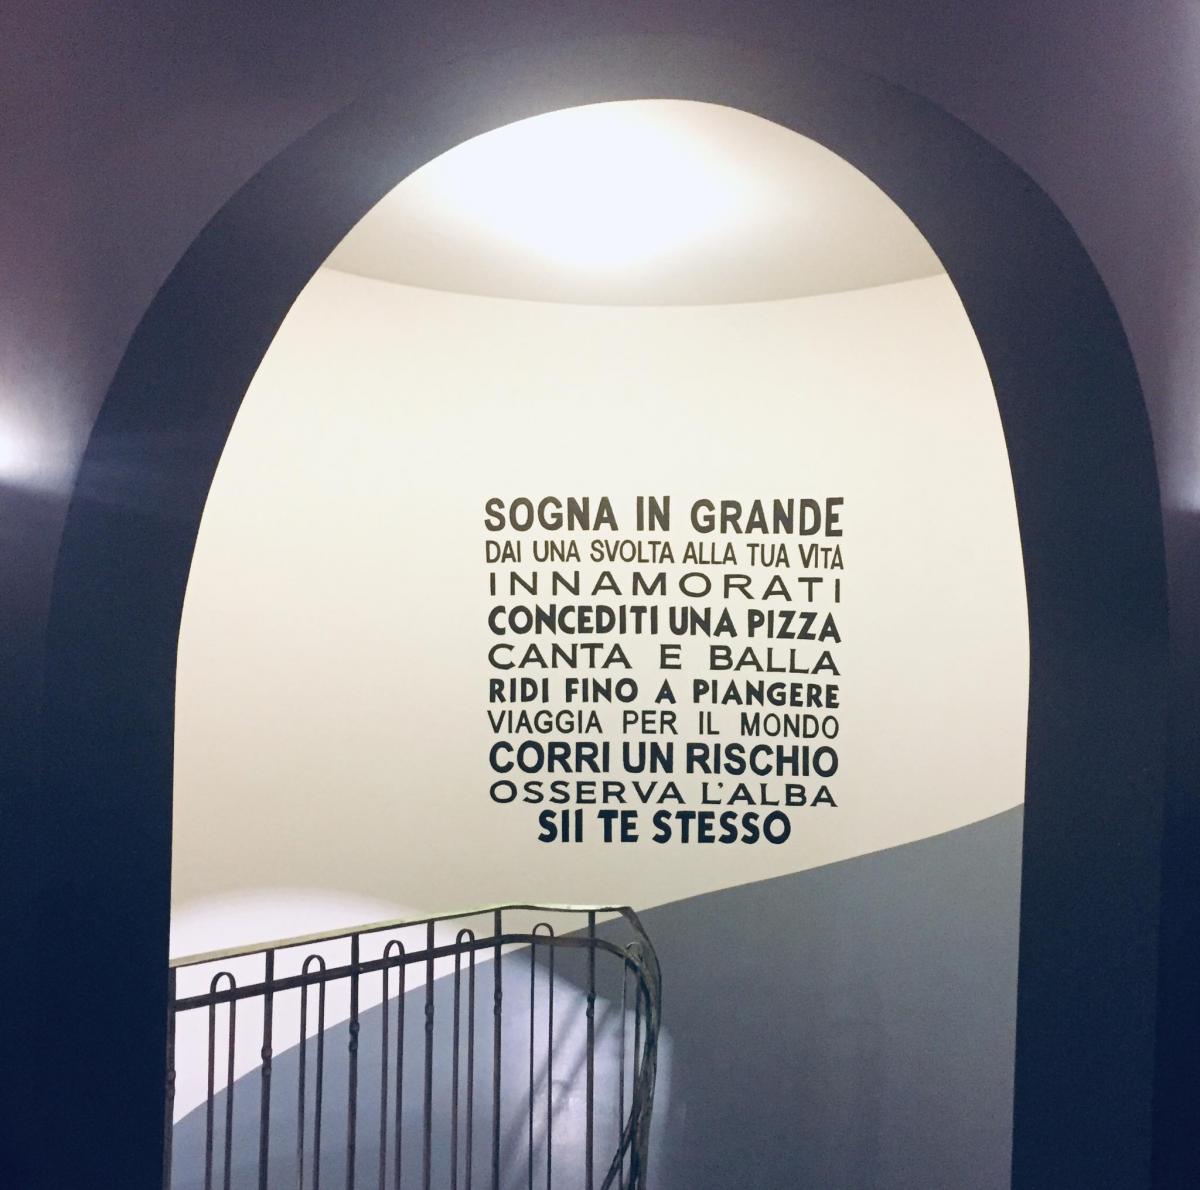 SOGNA IN GRANDE
DAI UNA SVOLTA ALLA TUA VITA
INNAMORATI
CONCEDITI UNA PIZZA
CANTA E BALLA
RIDI FINO A PIANGERE
VIAGGIA PER IL MONDO
CORRI UN RISCHIO
OSSERVA L'ALBA
SII TE STESSO